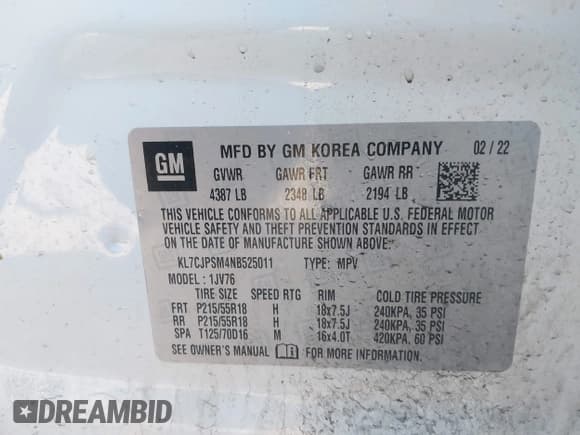 GM
MFD BY GM KOREA COMPANY 02 / 22
GVWR GAWR FRT GAWR RR
4387 LB 2348 LB 2194 LB
THIS VEHICLE CONFORMS TO ALL APPLICABLE U.S. FEDERAL MOTOR
VEHICLE SAFETY AND THEFT PREVENTION STANDARDS IN EFFECT
ON THE DATE OF MANUFACTURE SHOWN ABOVE.
KL7CJPSM4NB525011 TYPE: MPV
MODEL: 1JV76
TIRE SIZE SPEED RTG RIM COLD TIRE PRESSURE
FRT P215/55R18 H 18x7.5J 240KPA, 35 PSI
RR P215/55R18 H 18x7.5J 240KPA, 35 PSI
SPA T125/70D16 M 16x4.0T 420KPA, 60 PSI
SEE OWNER'S MANUAL FOR MORE INFORMATION.
DREAMBID